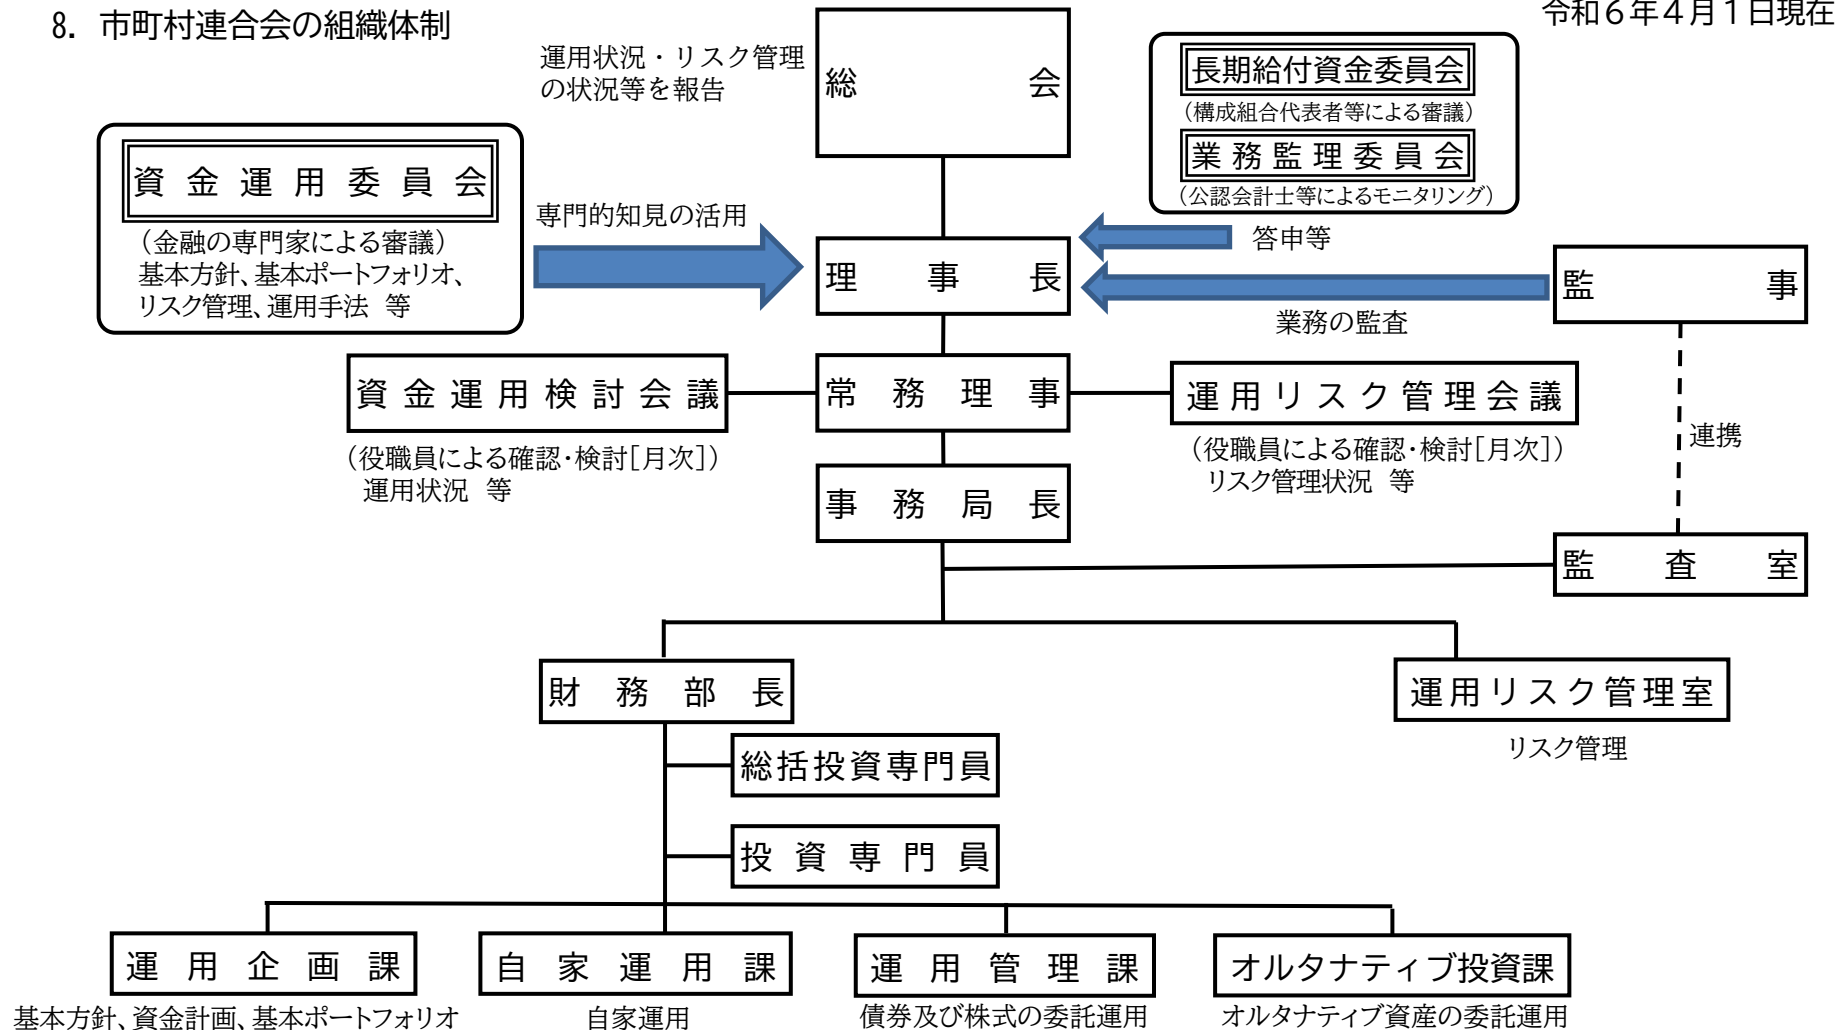 8. 市町村連合会の組織体制
令和６年４月１日現在
運用状況・リスク管理
の状況等を報告
総会
長期給付資金委員会
（構成組合代表者等による審議）
業務監理委員会
（公認会計士等によるモニタリング）
資金運用委員会
（金融の専門家による審議）
基本方針、基本ポートフォリオ、
リスク管理、運用手法　等
専門的知見の活用
答申等
理事長
監事
業務の監査
資金運用検討会議
常務理事
運用リスク管理会議
（役職員による確認・検討［月次］）
運用状況　等
（役職員による確認・検討［月次］）
リスク管理状況　等
連携
事務局長
監査室
財務部長
運用リスク管理室
リスク管理
総括投資専門員
投資専門員
運用企画課
自家運用課
運用管理課
オルタナティブ投資課
基本方針、資金計画、基本ポートフォリオ
自家運用
債券及び株式の委託運用
オルタナティブ資産の委託運用